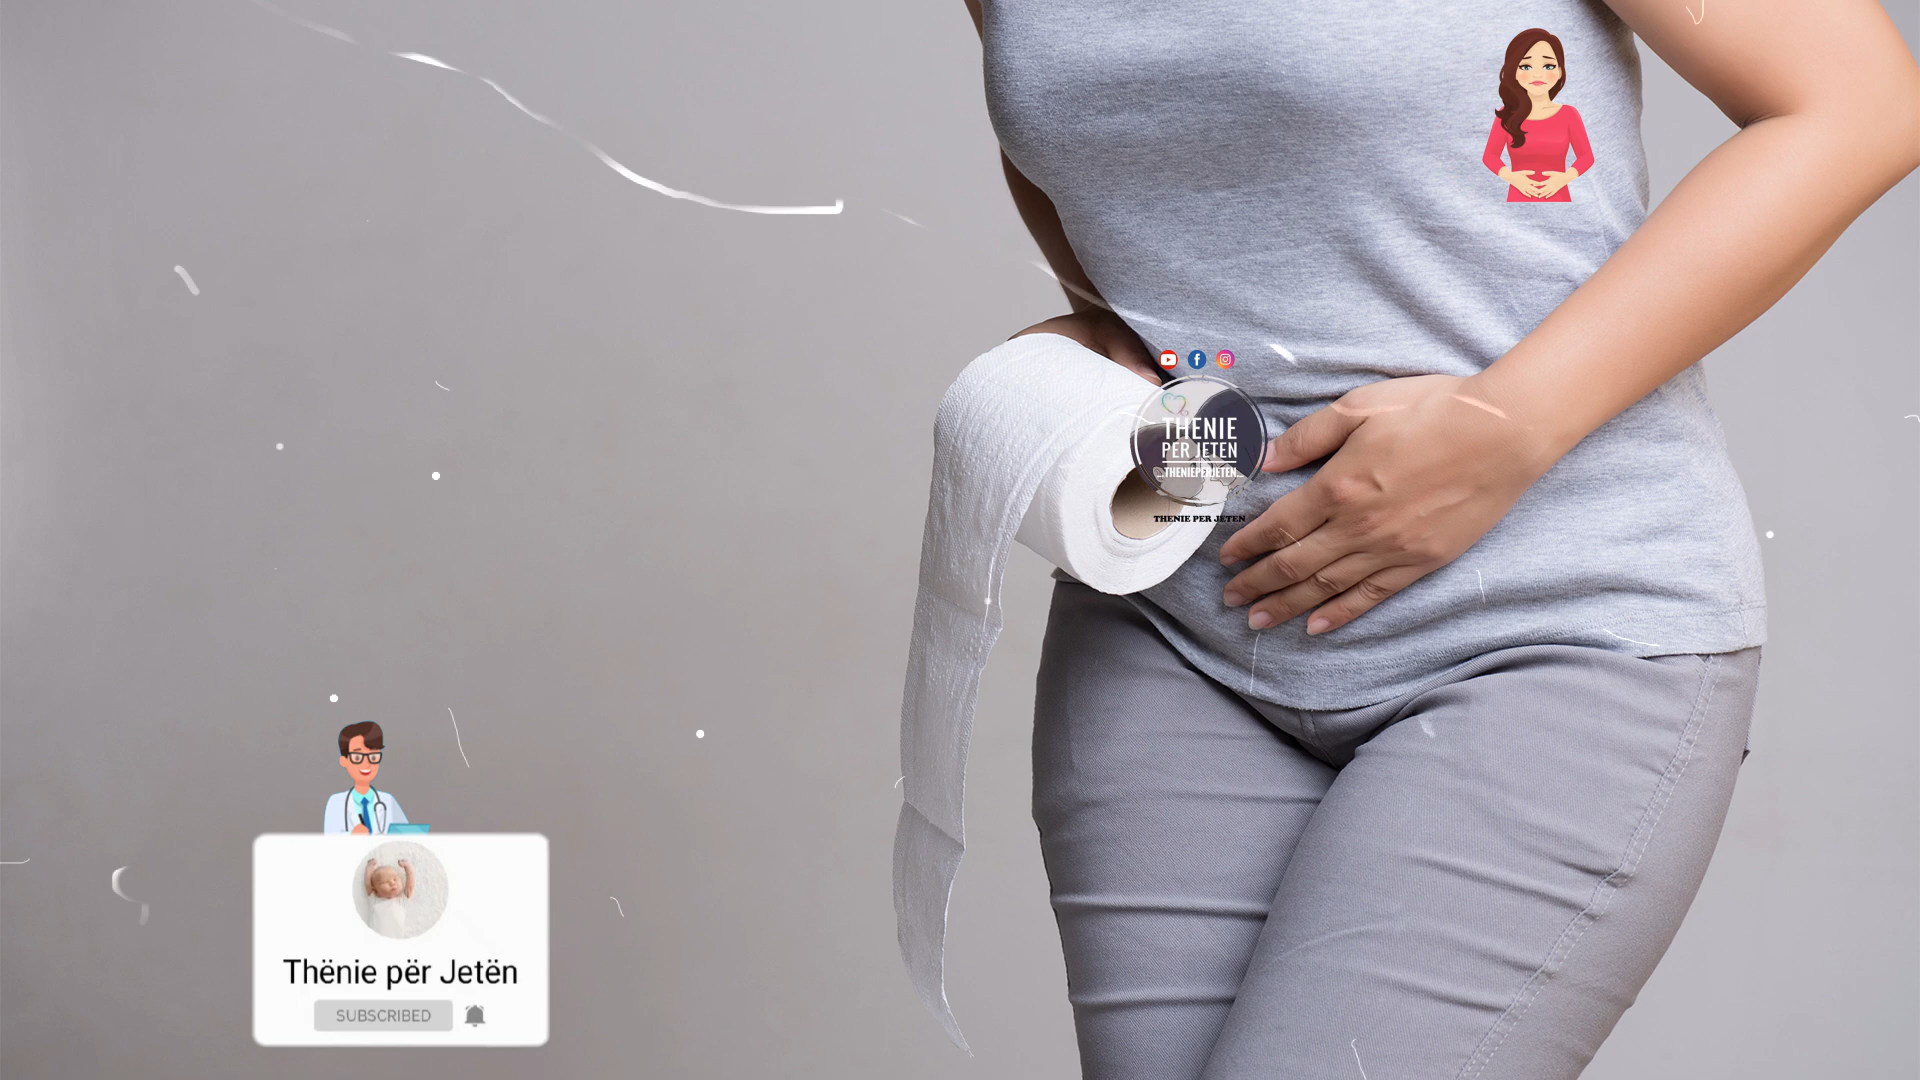 THENIE
PER JETEN
THENIEPERJETEN
THENIE PER JETEN
Thënie për Jetën
SUBSCRIBED